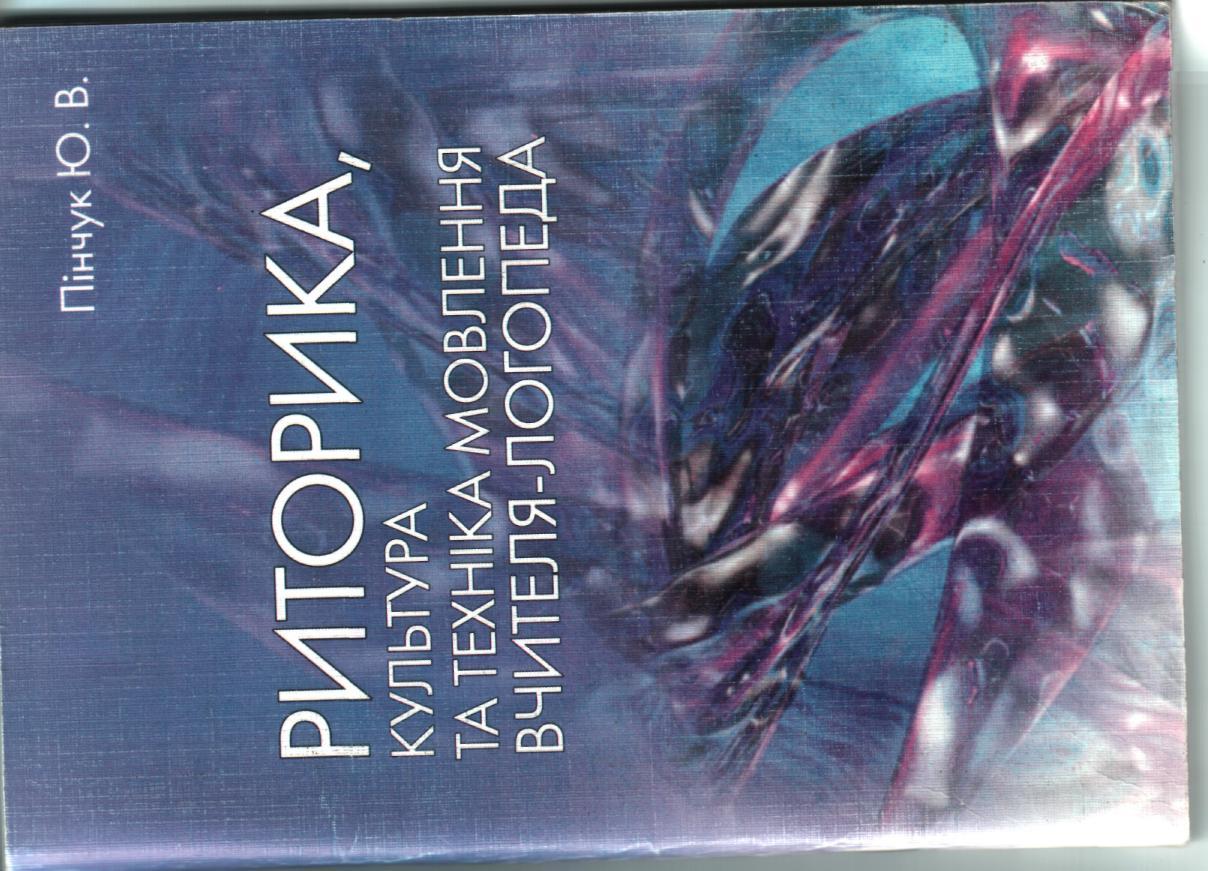 Пінчук Ю. В.
РИТОРИКА,
КУЛЬТУРА
ТА ТЕХНІКА МОВЛЕННЯ
ВЧИТЕЛЯ-ЛОГОПЕДА